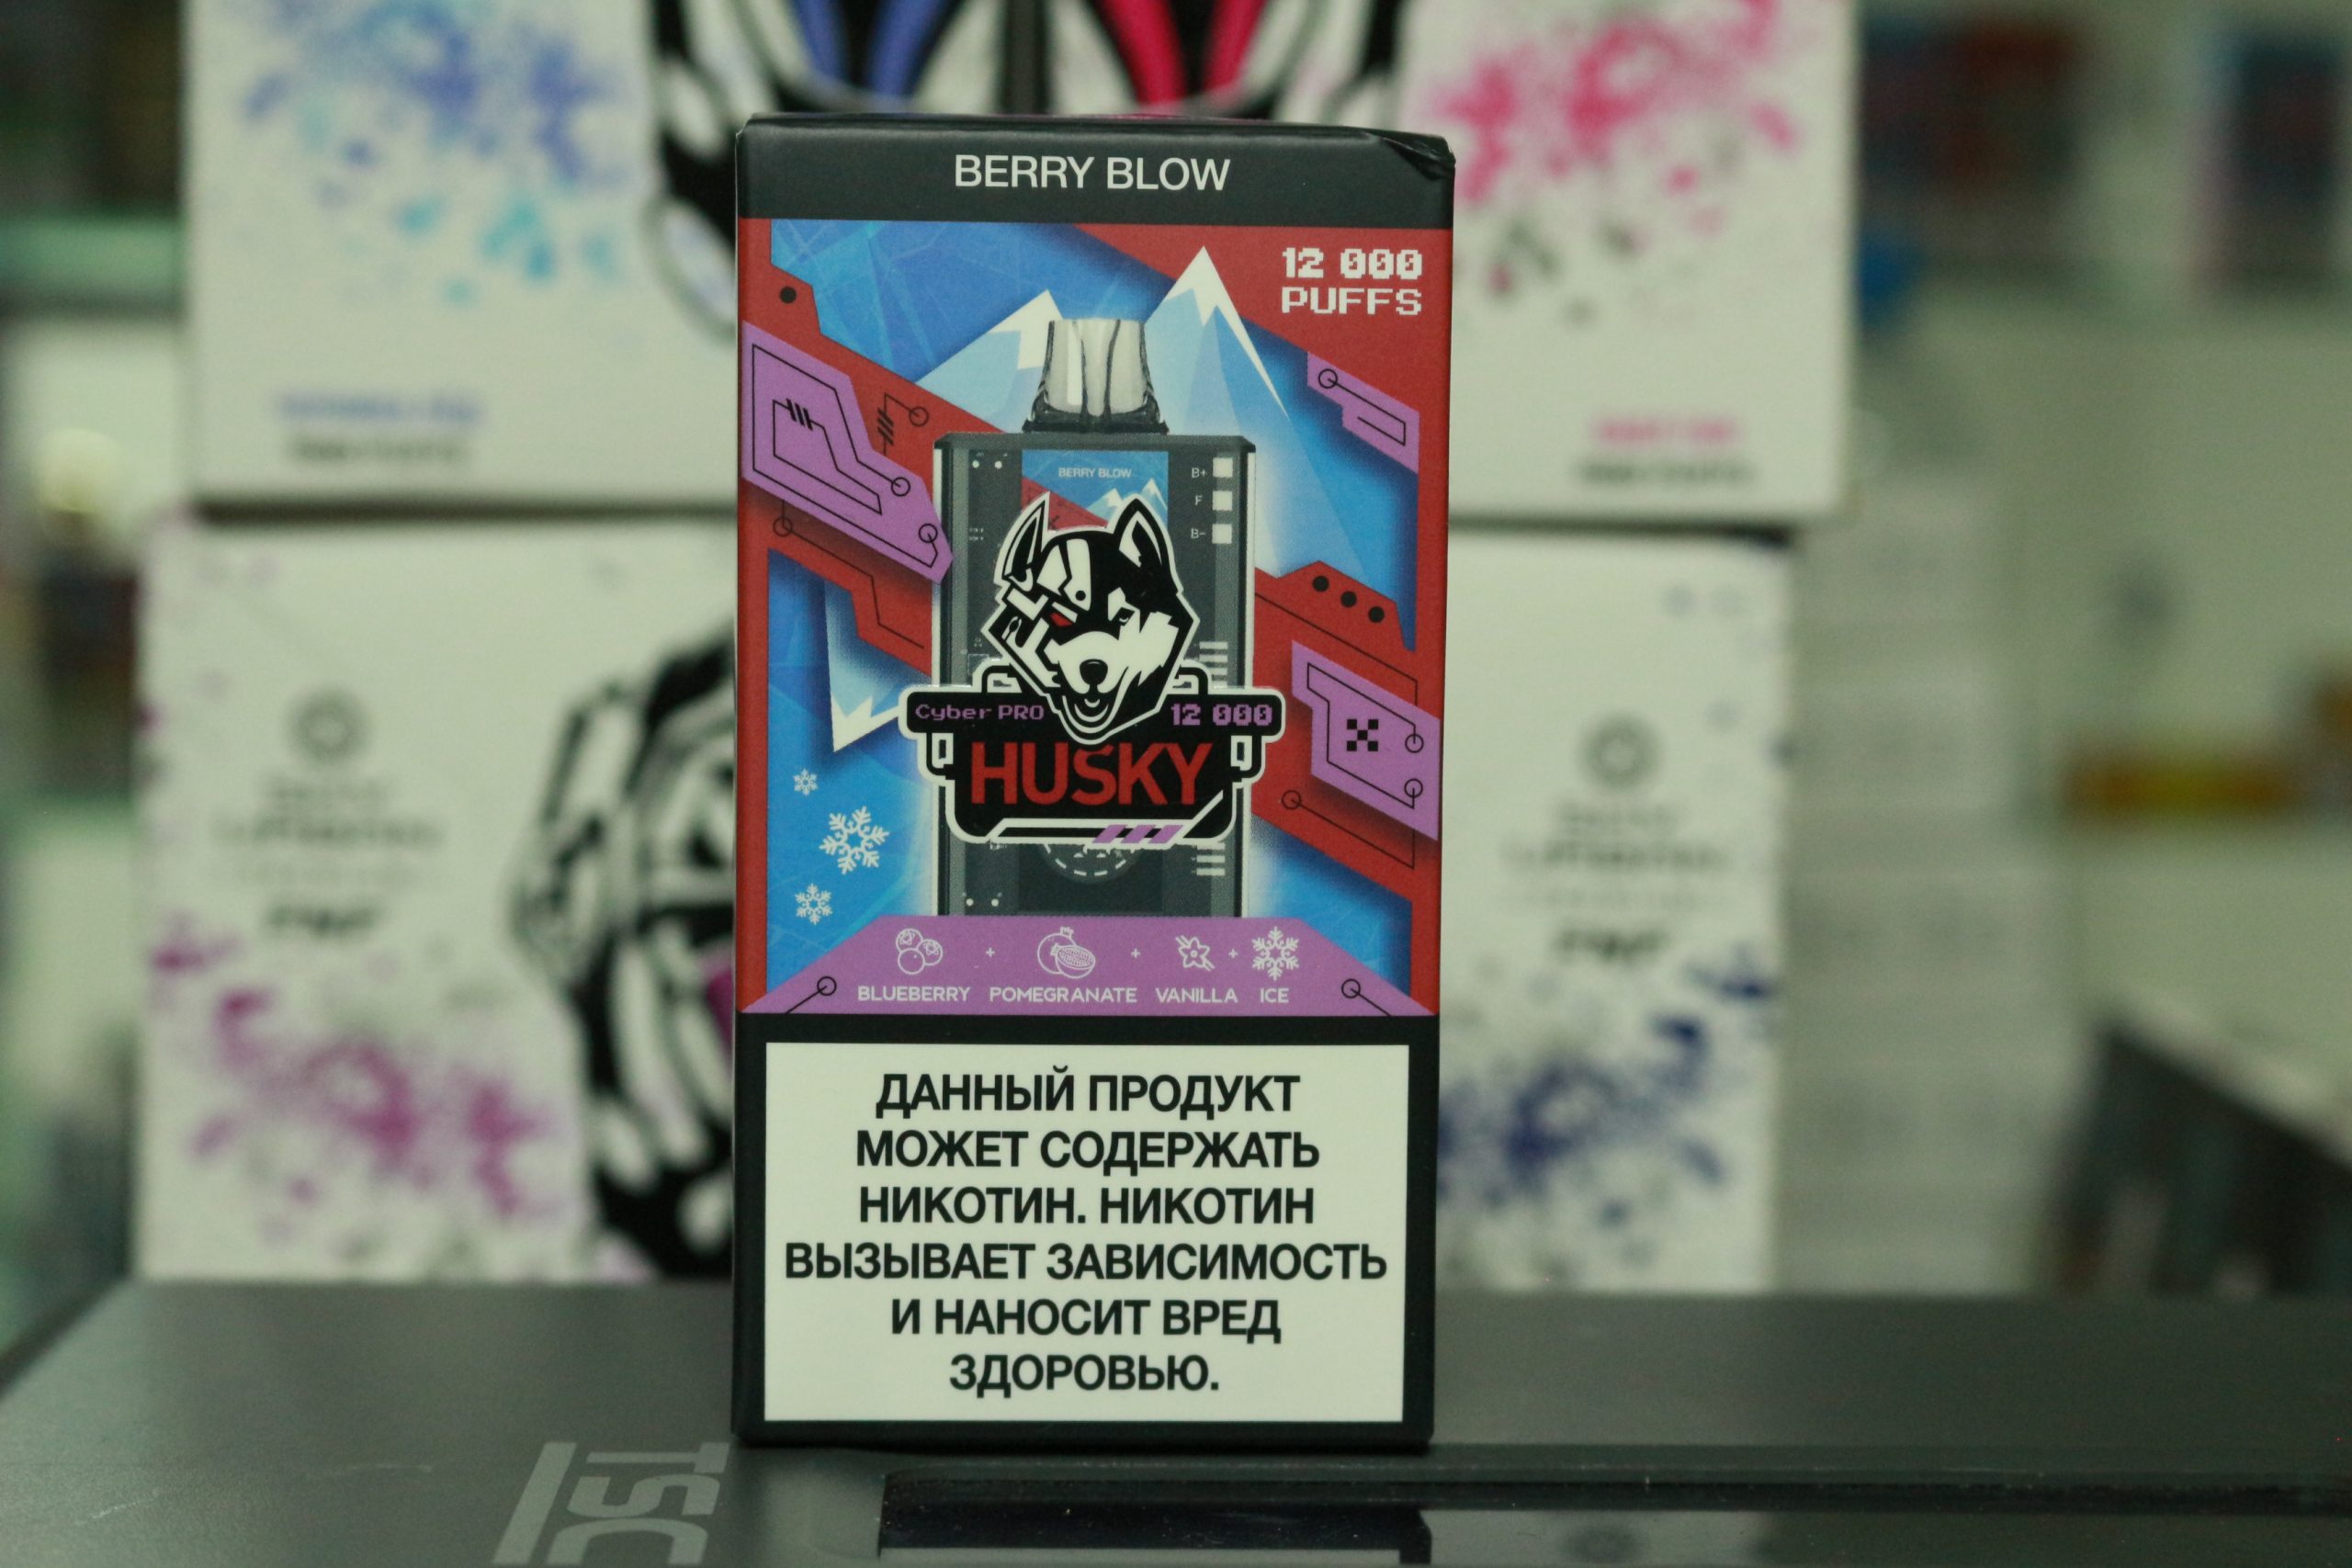 BERRY BLOW
12 000
PUFFS
BERRY BLOW
B+
F
B-
Cyber PRO 12 000
HUSKY
BLUEBERRY + POMEGRANATE + VANILLA + ICE
ДАННЫЙ ПРОДУКТ
МОЖЕТ СОДЕРЖАТЬ
НИКОТИН. НИКОТИН
ВЫЗЫВАЕТ ЗАВИСИМОСТЬ
И НАНОСИТ ВРЕД
ЗДОРОВЬЮ.